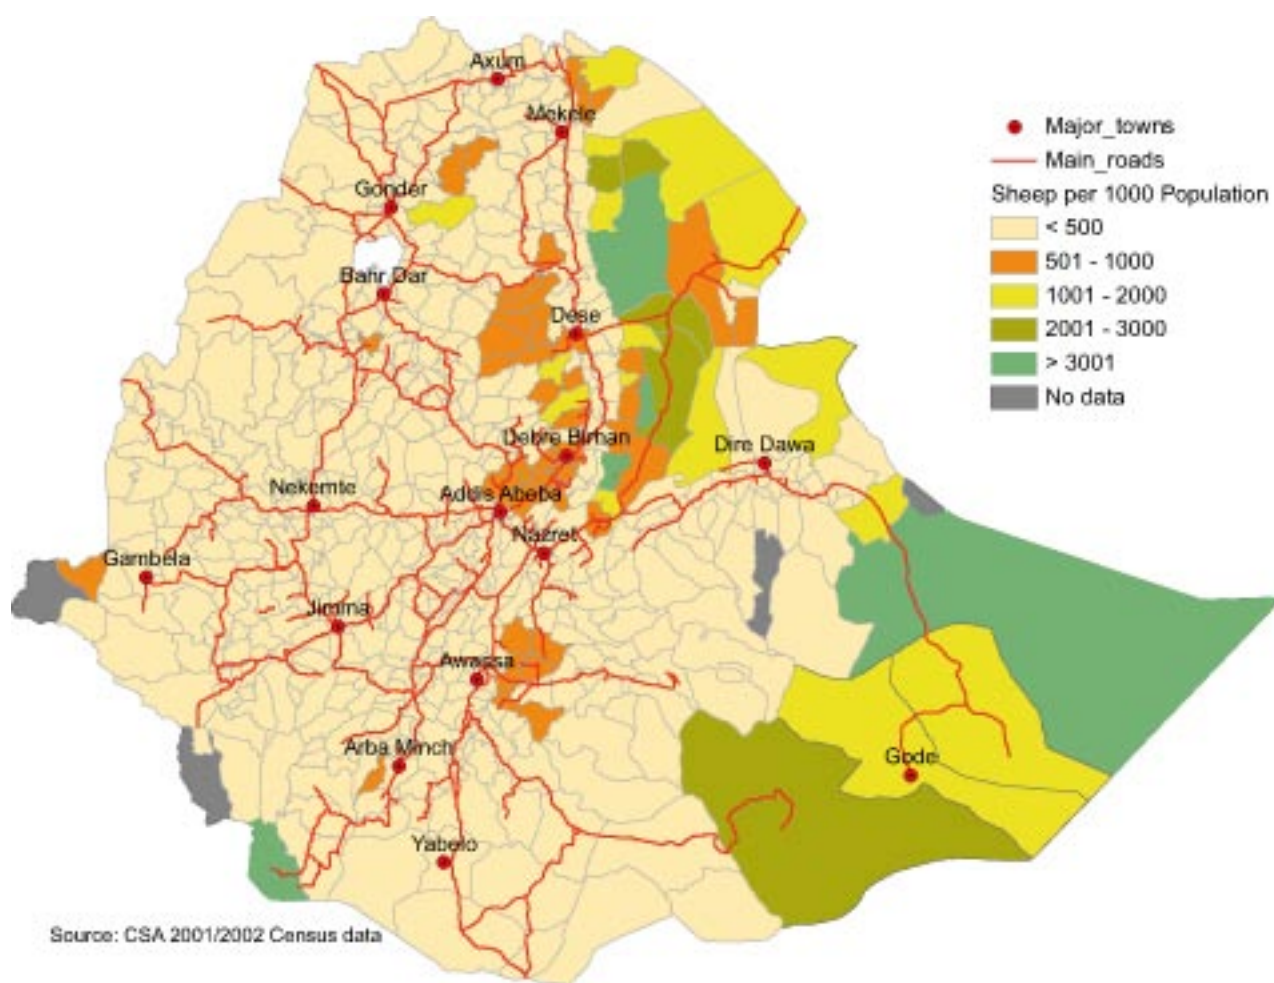 Axum
Mekele
Gonder
Bahr Dar
Dese
Debre Birhan
Dire Dawa
Nekemte
Addis Abeba
Nazret
Gambela
Jimma
Awassa
Arba Minch
Gode
Yabelo
Major_towns
Main_roads
Sheep per 1000 Population
< 500
501 - 1000
1001 - 2000
2001 - 3000
> 3001
No data
Source: CSA 2001/2002 Census data